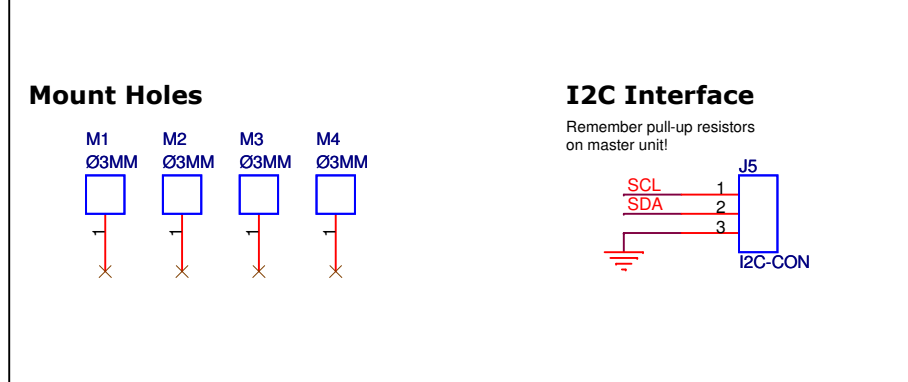 Mount Holes
M1 M2 M3 M4
Ø3MM Ø3MM Ø3MM Ø3MM
1 1 1 1
I2C Interface
Remember pull-up resistors
on master unit!
J5
SCL 1
SDA 2
3
I2C-CON